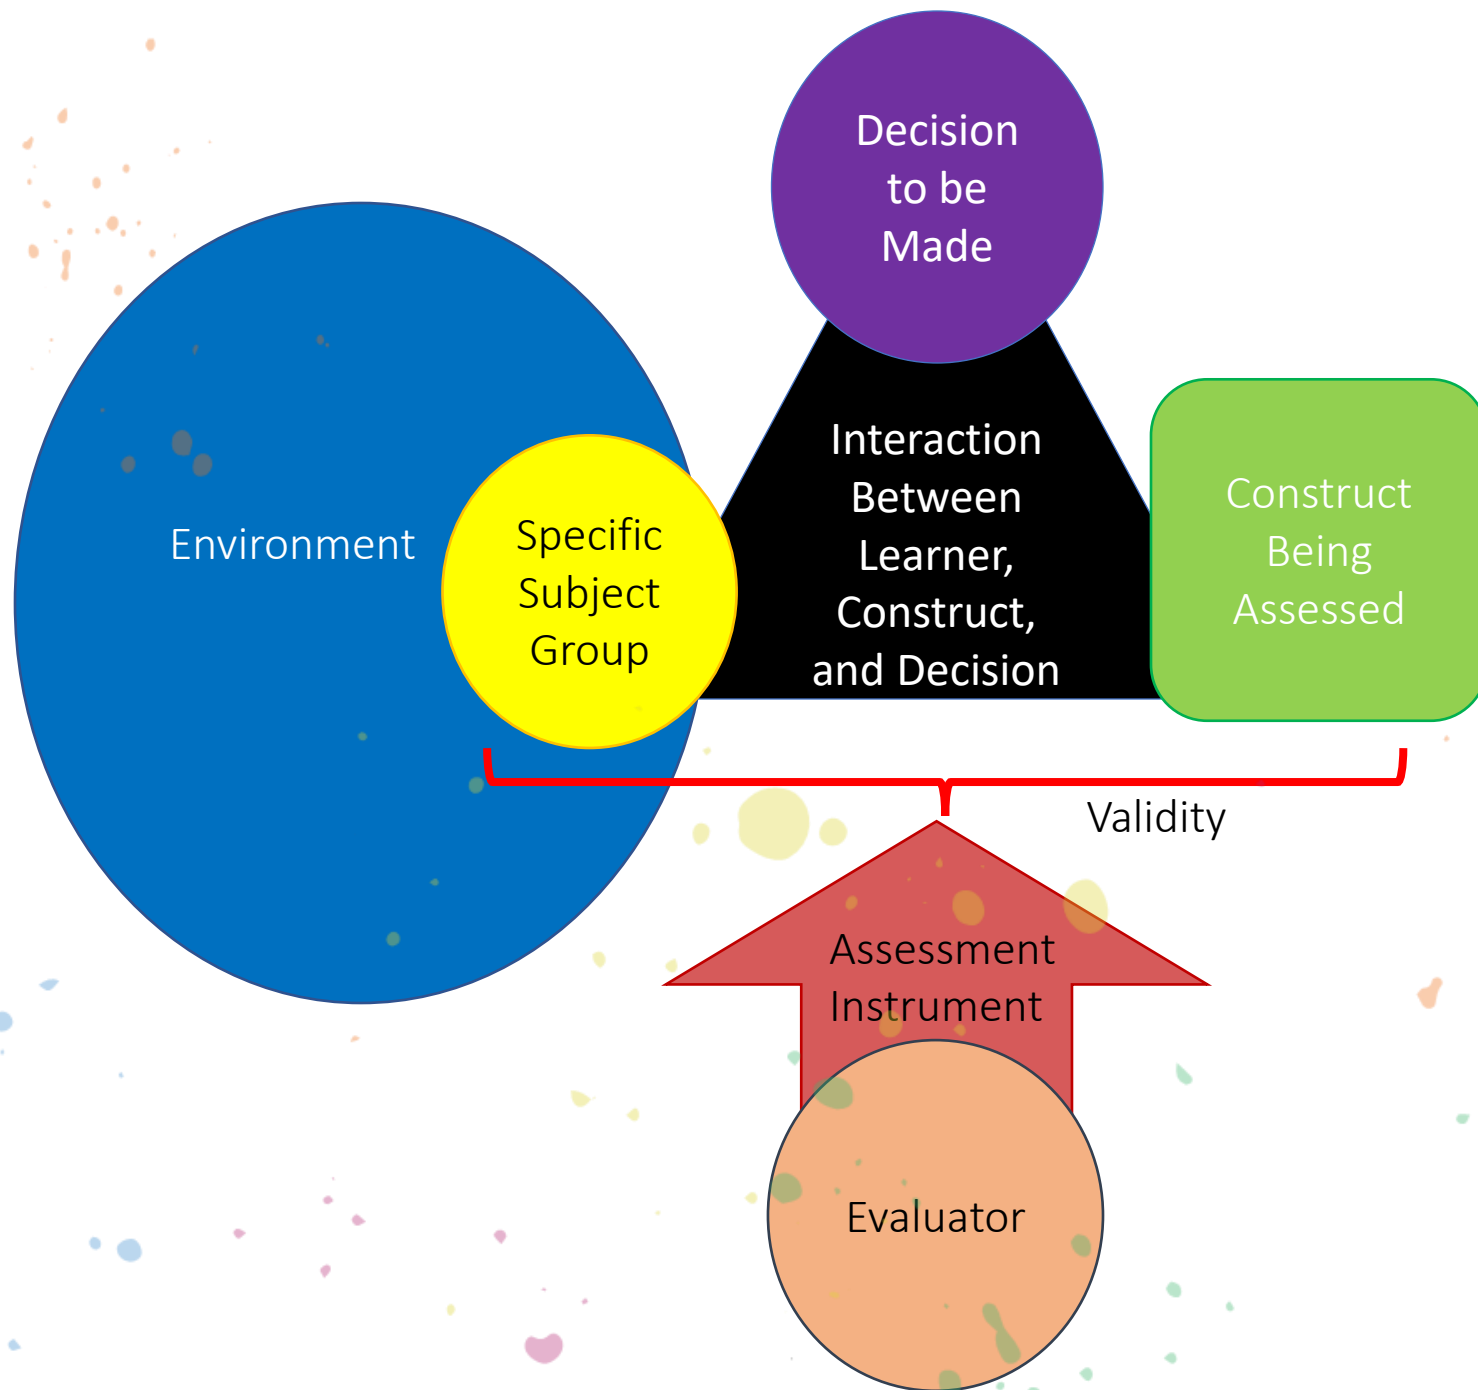 Decision
to be
Made
Interaction
Between
Learner,
Construct,
and Decision
Construct
Being
Assessed
Environment
Specific
Subject
Group
Validity
Assessment
Instrument
Evaluator